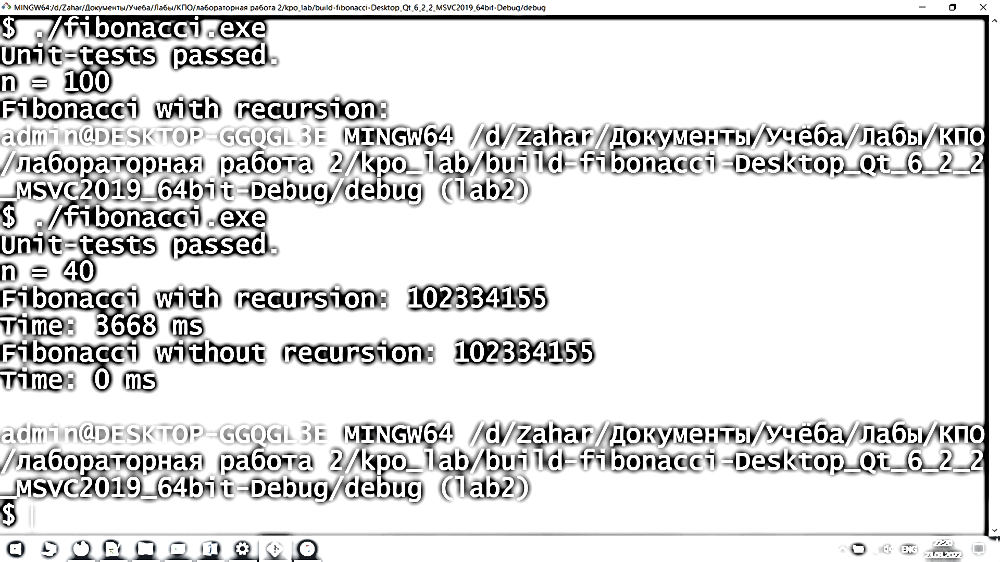 MINGW64:/d/Zahar/Документы/Учеба/Лабы/КПО/лабораторная работа 2/kpo_lab/build-fibonacci-Desktop_Qt_6_2_2_MSVC2019_64bit-Debug/debug
$ ./fibonacci.exe
Unit-tests passed.
n = 100
Fibonacci with recursion:
admin@DESKTOP-GGQGL3E MINGW64 /d/Zahar/Документы/Учёба/Лабы/КПО
/лабораторная работа 2/kpo_lab/build-fibonacci-Desktop_Qt_6_2_2
_MSVC2019_64bit-Debug/debug (lab2)
$ ./fibonacci.exe
Unit-tests passed.
n = 40
Fibonacci with recursion: 102334155
Time: 3668 ms
Fibonacci without recursion: 102334155
Time: 0 ms
admin@DESKTOP-GGQGL3E MINGW64 /d/Zahar/Документы/Учёба/Лабы/КПО
/лабораторная работа 2/kpo_lab/build-fibonacci-Desktop_Qt_6_2_2
_MSVC2019_64bit-Debug/debug (lab2)
$
ENG
22:20
23.03.2022